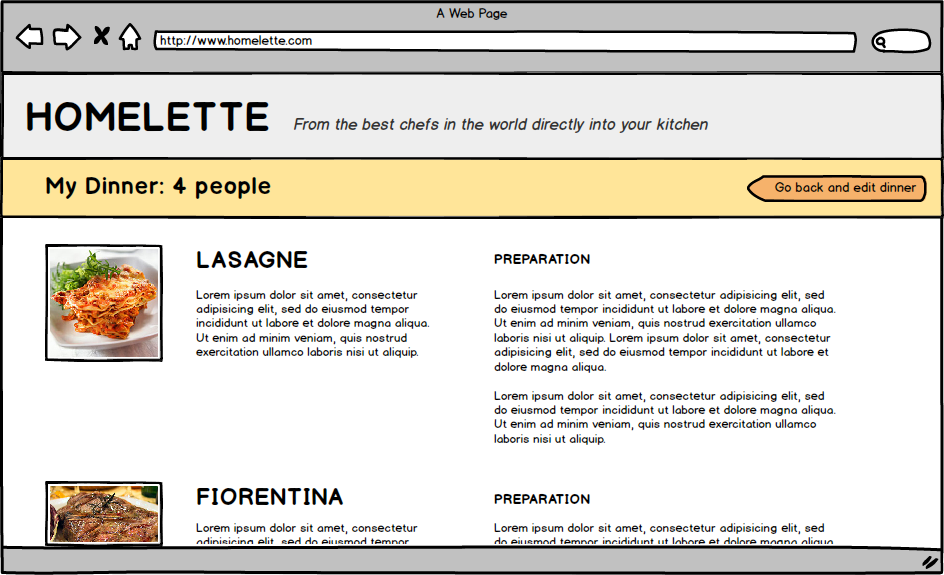 A Web Page
http://www.homelette.com
HOMELETTE
From the best chefs in the world directly into your kitchen
My Dinner: 4 people
Go back and edit dinner
LASAGNE
Lorem ipsum dolor sit amet, consectetur
adipisicing elit, sed do eiusmod tempor
incididunt ut labore et dolore magna aliqua.
Ut enim ad minim veniam, quis nostrud
exercitation ullamco laboris nisi ut aliquip.
PREPARATION
Lorem ipsum dolor sit amet, consectetur adipisicing elit, sed
do eiusmod tempor incididunt ut labore et dolore magna aliqua.
Ut enim ad minim veniam, quis nostrud exercitation ullamco
laboris nisi ut aliquip. Lorem ipsum dolor sit amet, consectetur
adipisicing elit, sed do eiusmod tempor incididunt ut labore et
dolore magna aliqua.
Lorem ipsum dolor sit amet, consectetur adipisicing elit, sed
do eiusmod tempor incididunt ut labore et dolore magna aliqua.
Ut enim ad minim veniam, quis nostrud exercitation ullamco
laboris nisi ut aliquip.
FIORENTINA
Lorem ipsum dolor sit amet, consectetur
adipisicing elit, sed do eiusmod tempor
PREPARATION
Lorem ipsum dolor sit amet, consectetur adipisicing elit, sed
do eiusmod tempor incididunt ut labore et dolore magna aliqua.